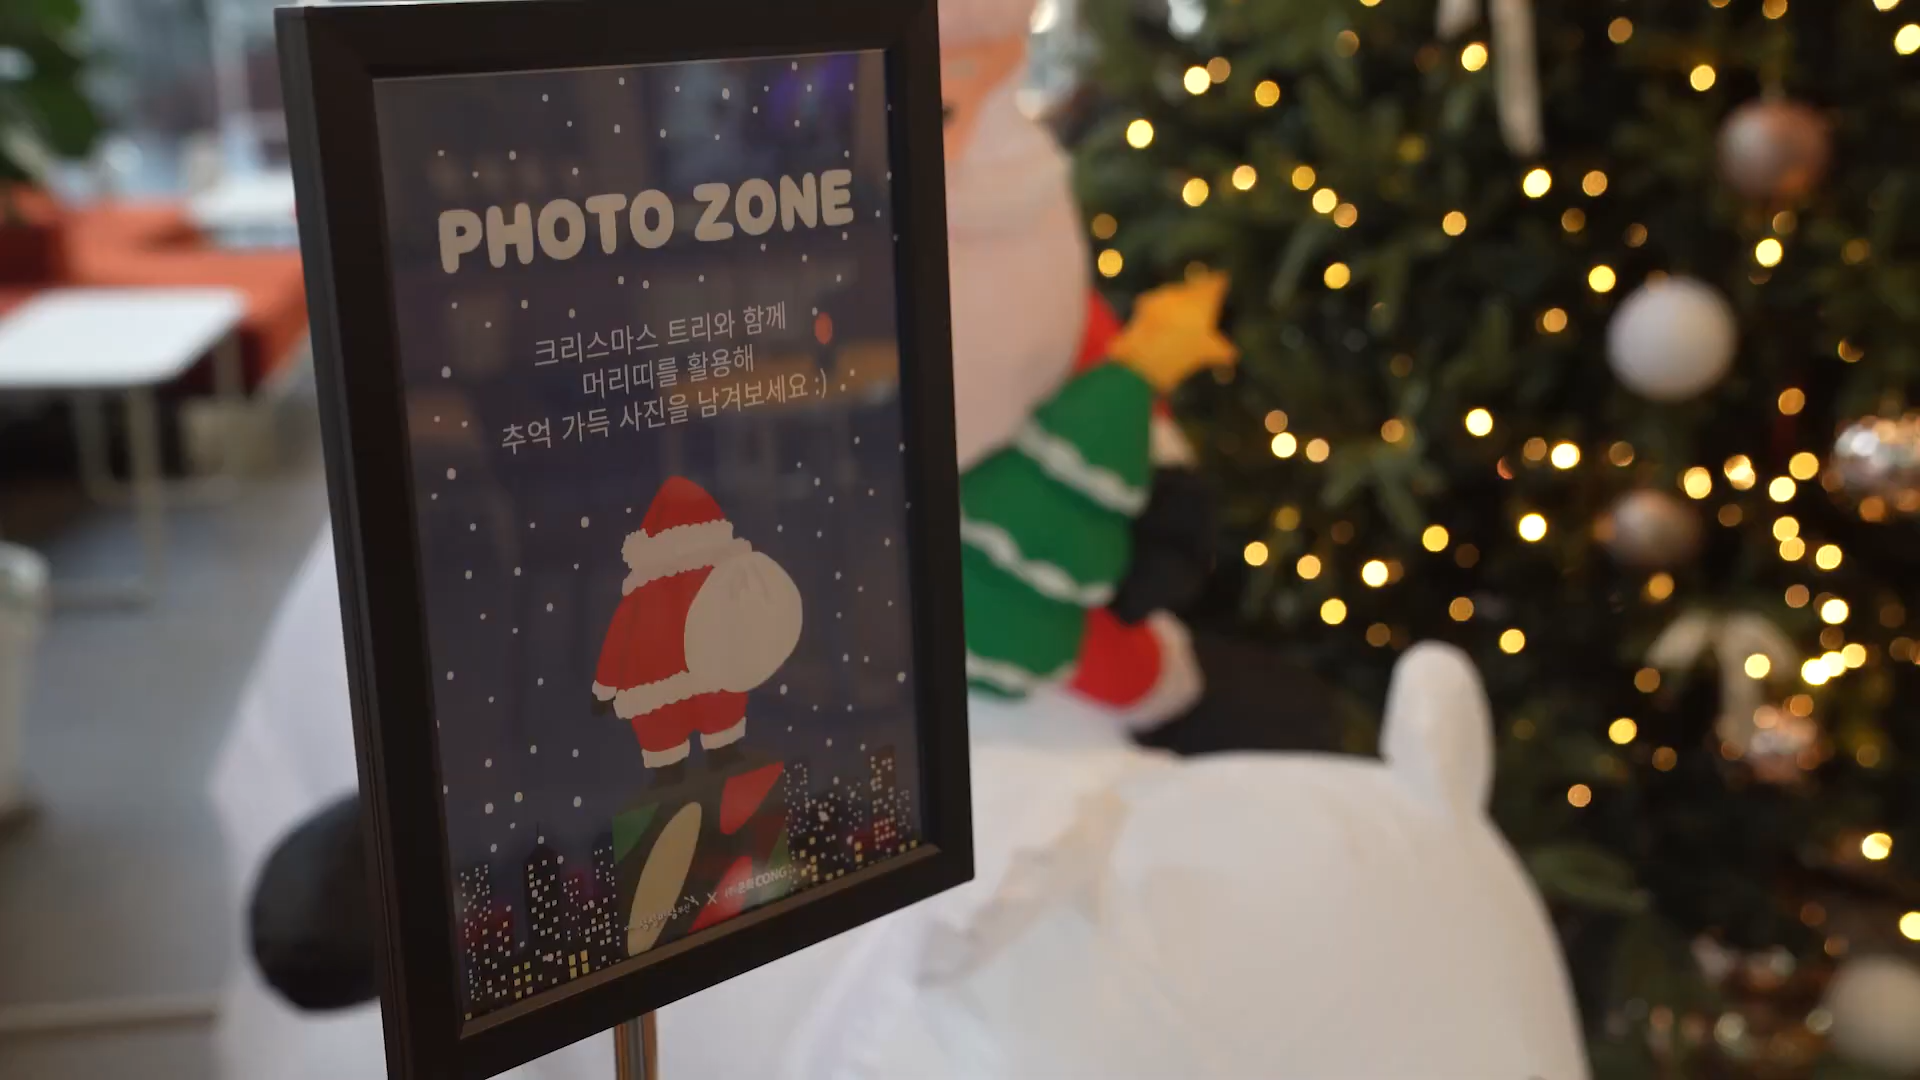 PHOTO ZONE
크리스마스 트리와 함께
머리띠를 활용해
추억 가득 사진을 남겨보세요 :)
X CONG